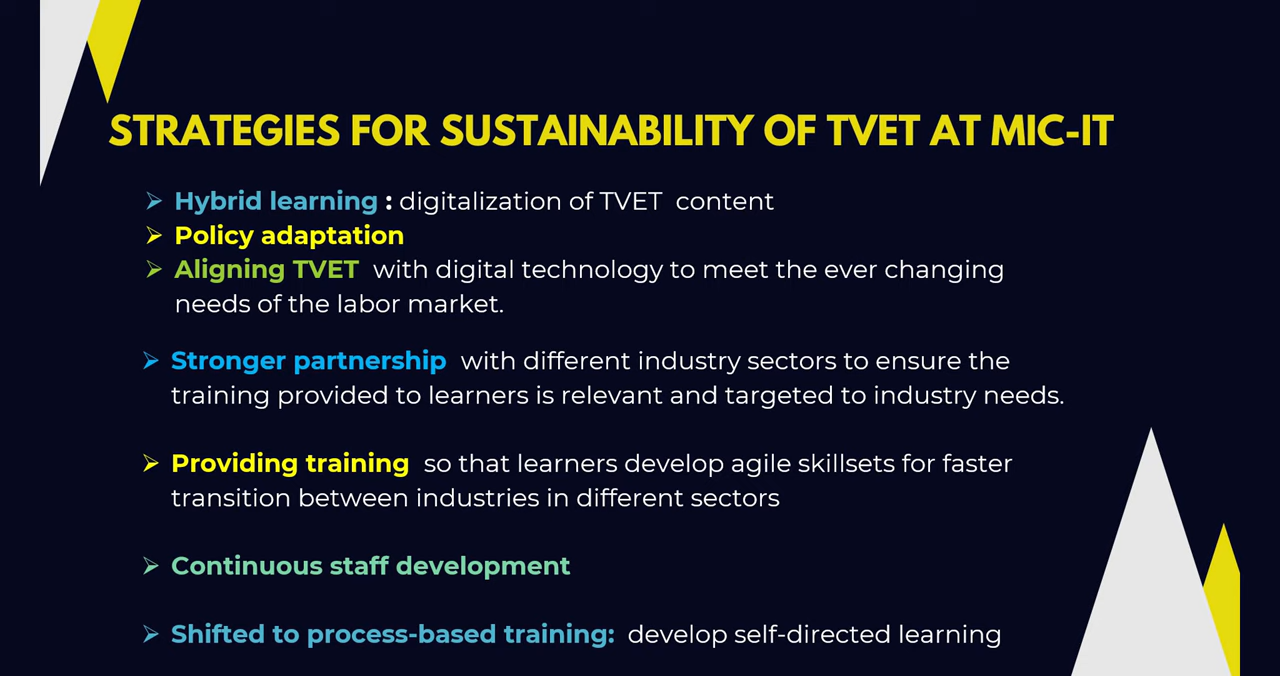 STRATEGIES FOR SUSTAINABILITY OF TVET AT MIC-IT
➢ Hybrid learning : digitalization of TVET content
➢ Policy adaptation
➢ Aligning TVET with digital technology to meet the ever changing
needs of the labor market.
➢ Stronger partnership with different industry sectors to ensure the
training provided to learners is relevant and targeted to industry needs.
➢ Providing training so that learners develop agile skillsets for faster
transition between industries in different sectors
➢ Continuous staff development
➢ Shifted to process-based training: develop self-directed learning